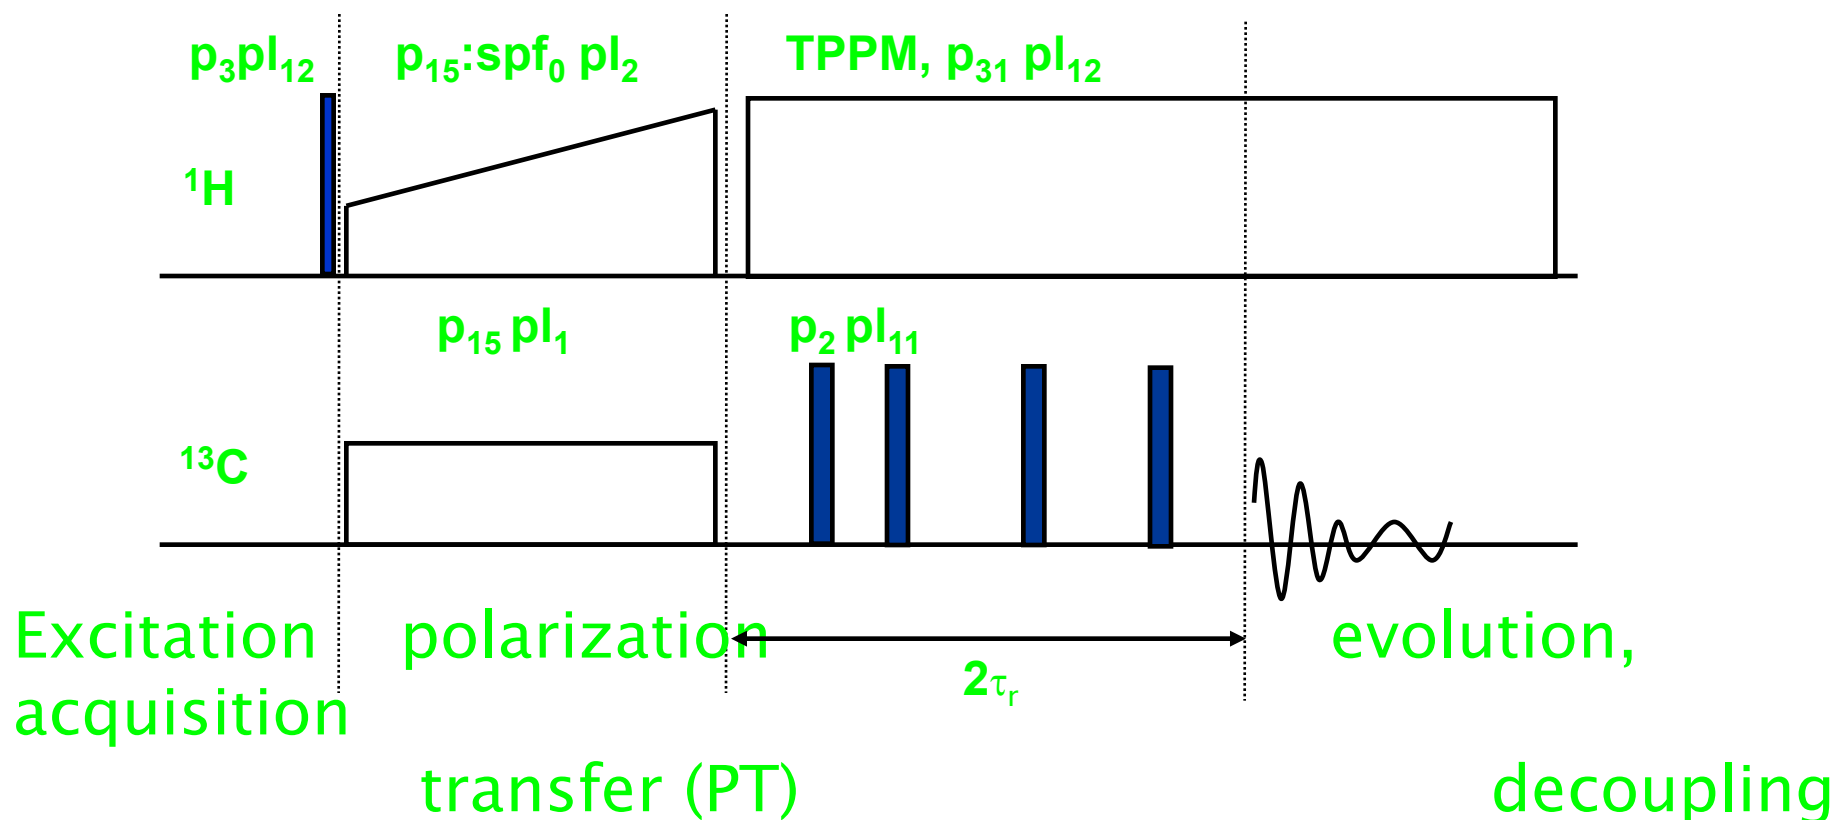 p3pl12 p15:spf0 pl2 TPPM, p31 pl12
1H
p15 pl1 p2 pl11
13C
Excitation polarization evolution,
2τr
acquisition
transfer (PT) decoupling